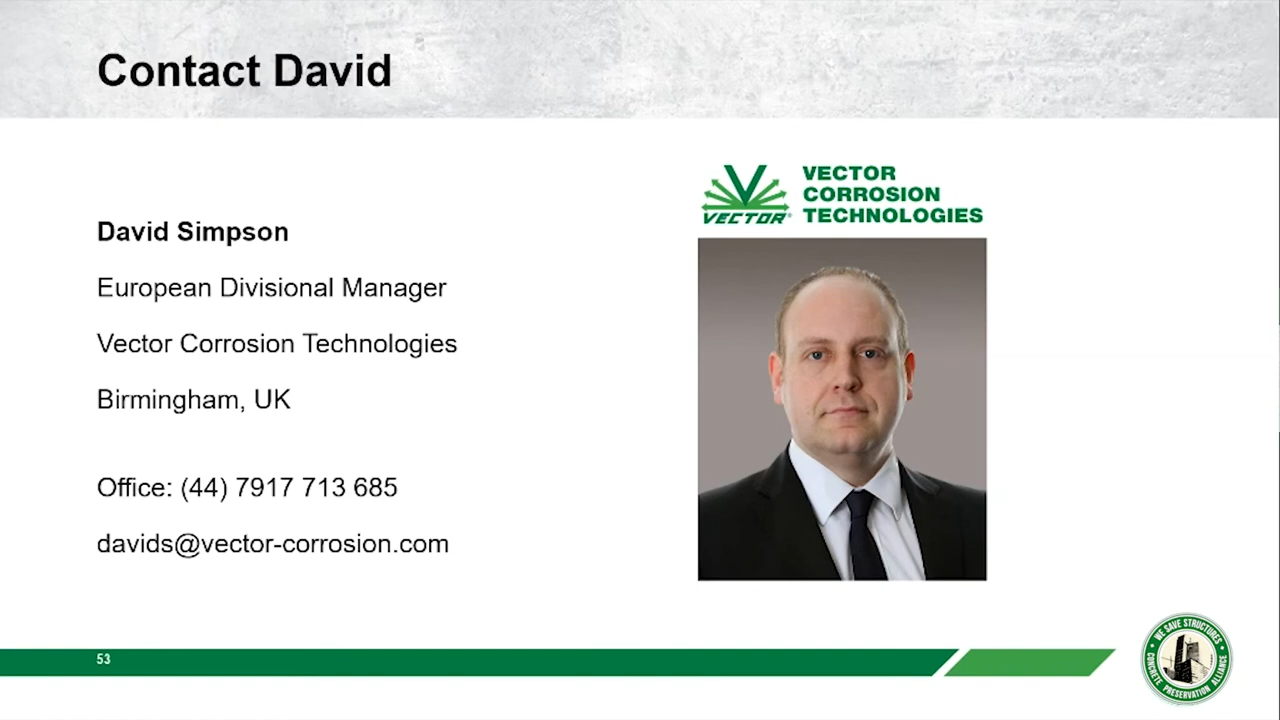 Contact David
VECTOR
CORROSION
TECHNOLOGIES
VECTOR®
David Simpson
European Divisional Manager
Vector Corrosion Technologies
Birmingham, UK
Office: (44) 7917 713 685
davids@vector-corrosion.com
53
WE SAVE STRUCTURES
CONCRETE PRESERVATION ALLIANCE